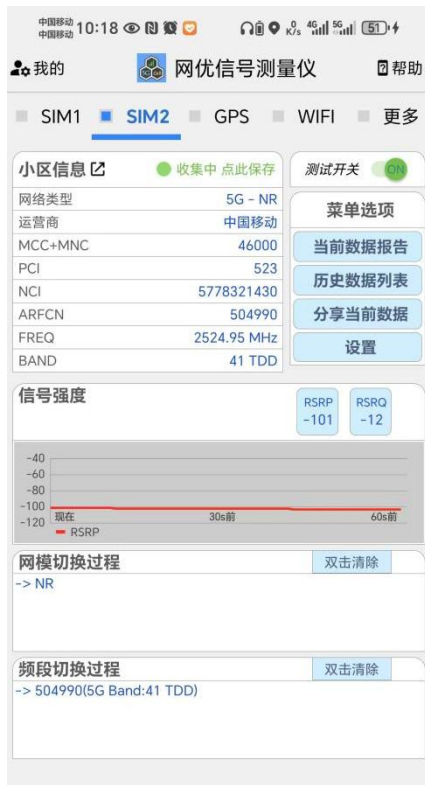 中国移动
中国移动 10:18 0 K/s 4G 5G 51
我的 网优信号测量仪 帮助
SIM1 SIM2 GPS WIFI 更多
小区信息 收集中 点此保存
网络类型 5G - NR
运营商 中国移动
MCC+MNC 46000
PCI 523
NCI 5778321430
ARFCN 504990
FREQ 2524.95 MHz
BAND 41 TDD
测试开关 ON
菜单选项
当前数据报告
历史数据列表
分享当前数据
设置
信号强度
RSRP
-101
RSRQ
-12
-40
-60
-80
-100
-120
现在 30s前 60s前
RSRP
网模切换过程 双击清除
-> NR
频段切换过程 双击清除
-> 504990(5G Band:41 TDD)